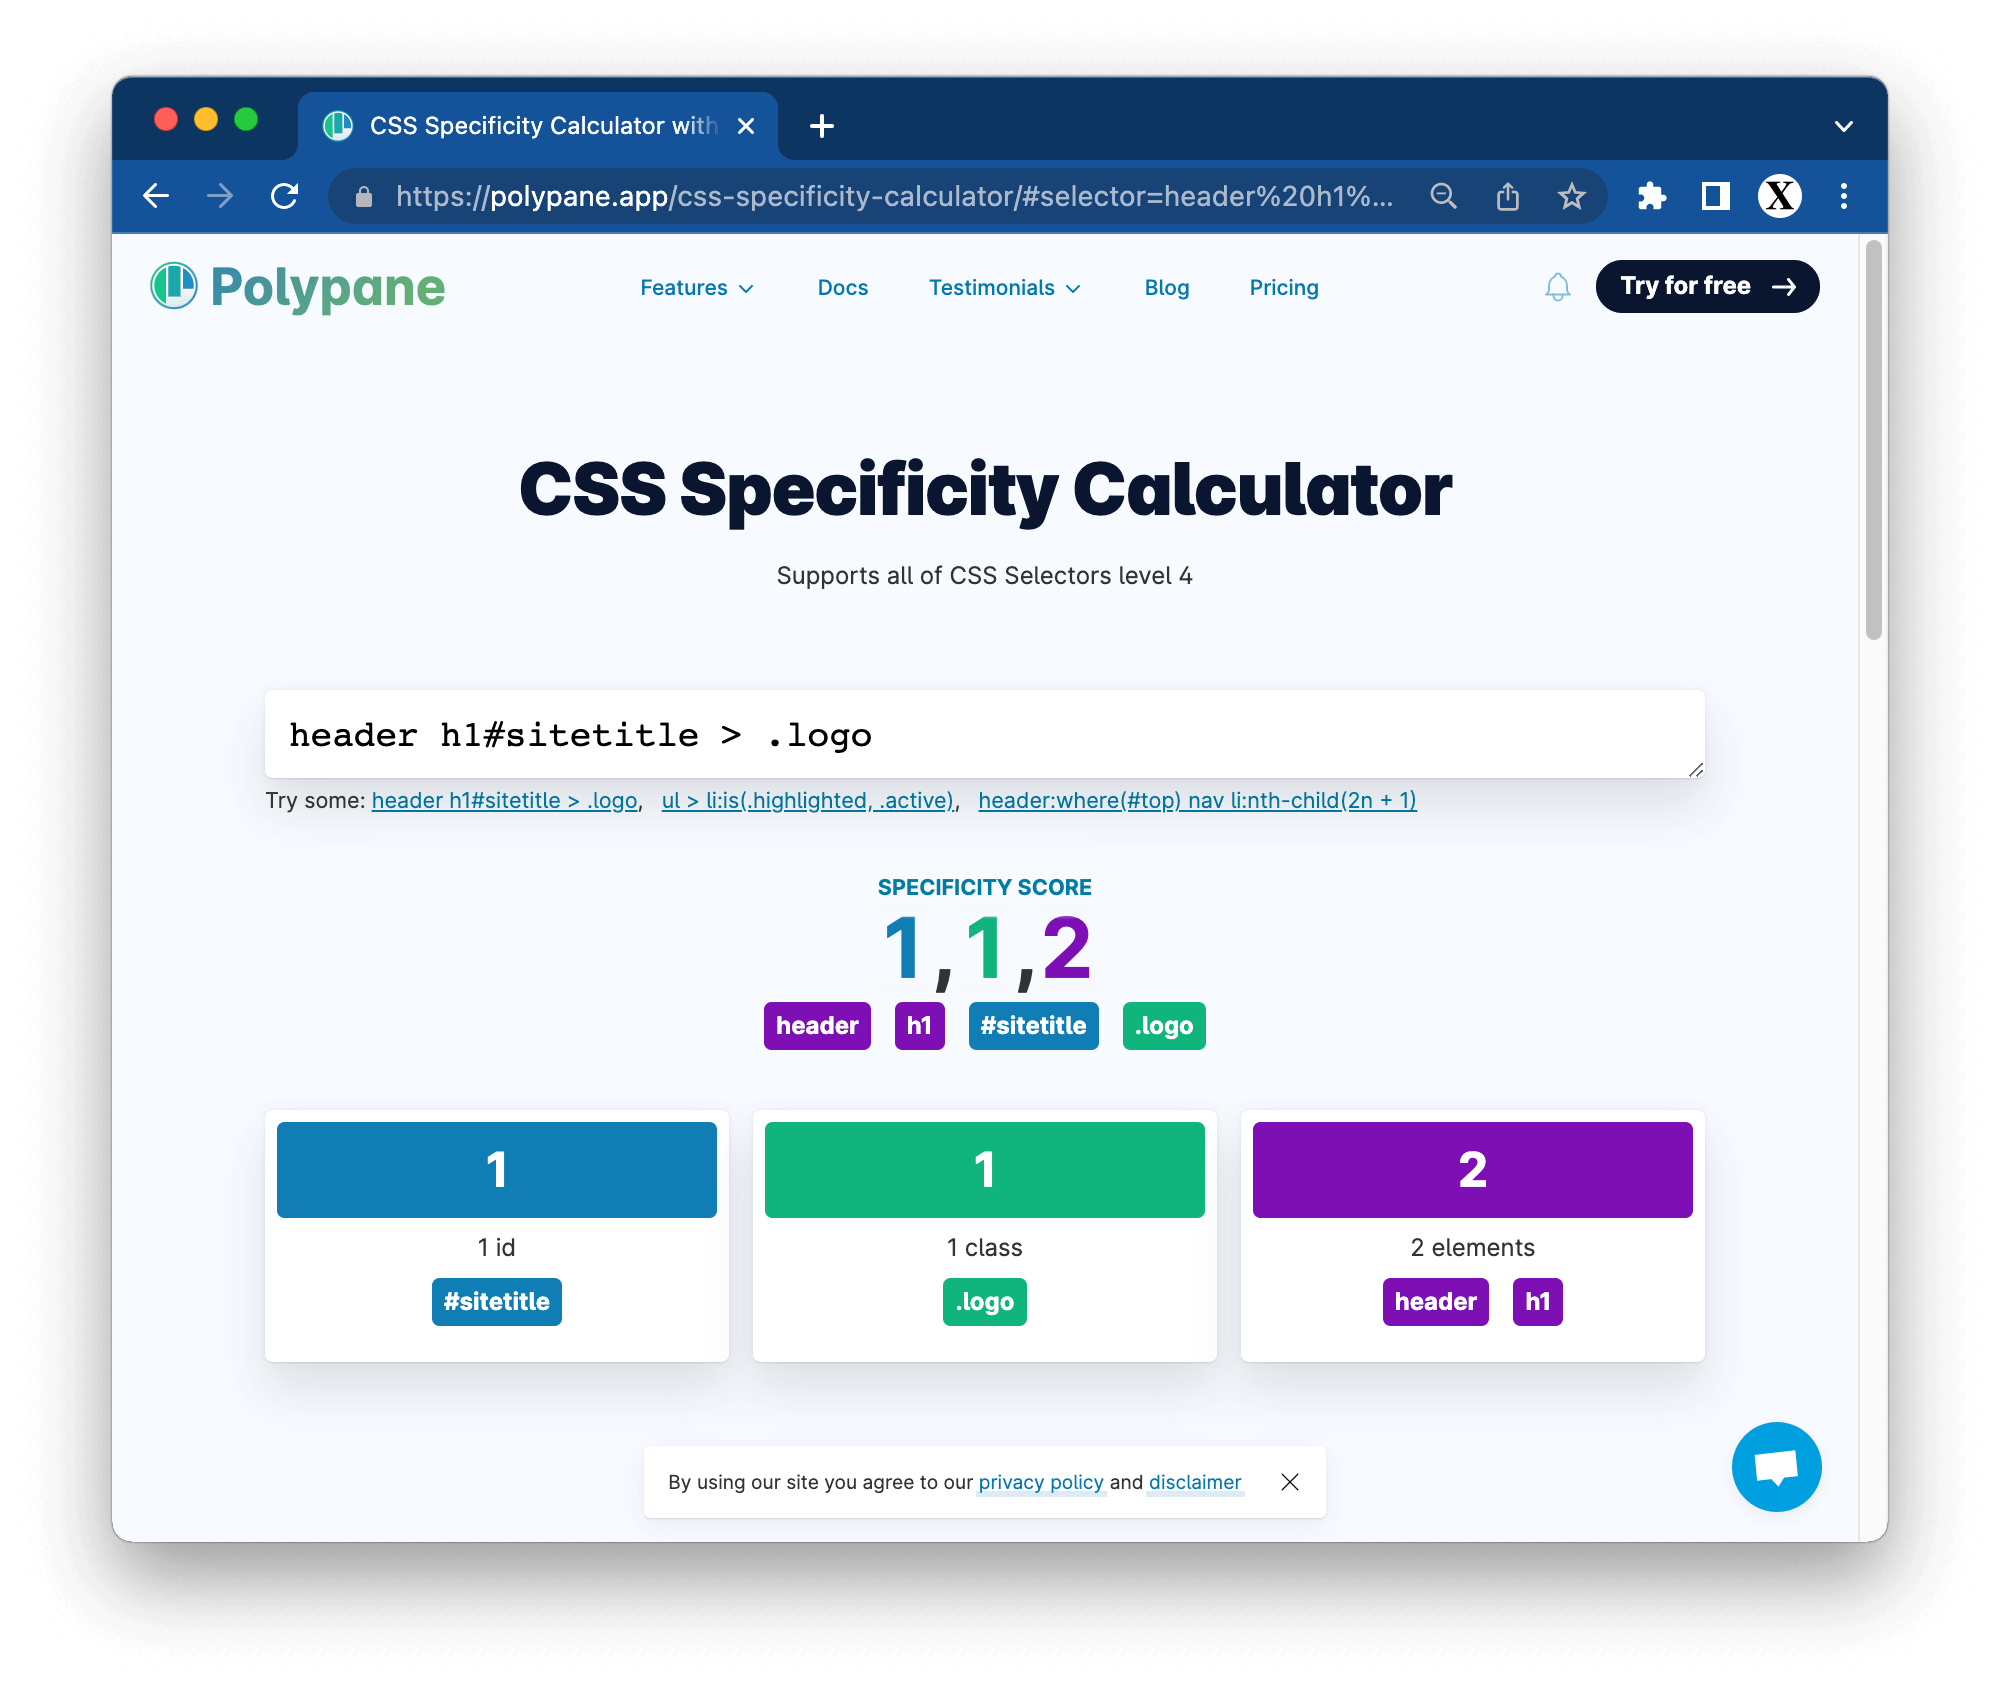 CSS Specificity Calculator with
https://polypane.app/css-specificity-calculator/#selector=header%20h1%...
X
Polypane
Features Docs Testimonials Blog Pricing Try for free →
CSS Specificity Calculator
Supports all of CSS Selectors level 4
header h1#sitetitle > .logo
Try some: header h1#sitetitle > .logo, ul > li:is(.highlighted, .active), header:where(#top) nav li:nth-child(2n + 1)
SPECIFICITY SCORE
1,1,2
header h1 #sitetitle .logo
1
1 id
#sitetitle
1
1 class
.logo
2
2 elements
header h1
By using our site you agree to our privacy policy and disclaimer